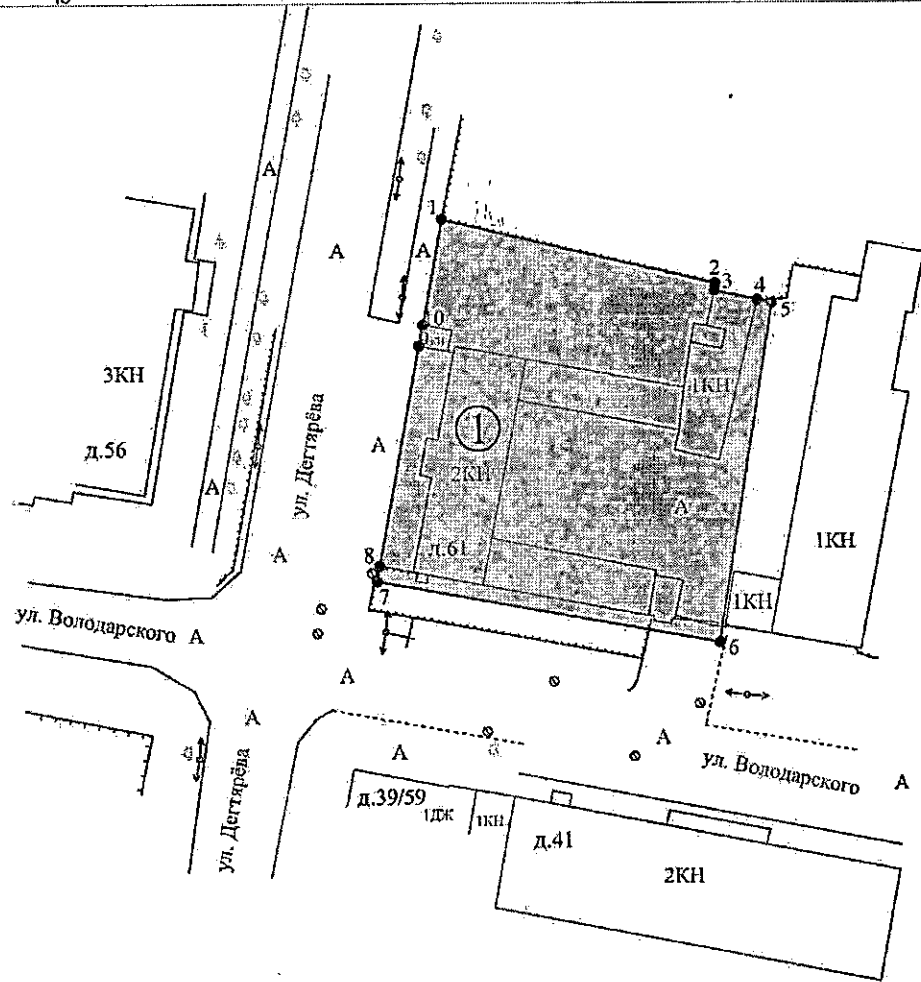 А
1
А
А
2
3
4
5
10
3КН
1КН
д.56
ул. Дегтярёва
1
А
2КН
А
А
1КН
А
8
д.61
7
1КН
ул. Володарского А
6
А
А
А
А
ул. Володарского А
ул. Дегтярёва
д.39/59
1ДЖ
1КН
д.41
2КН